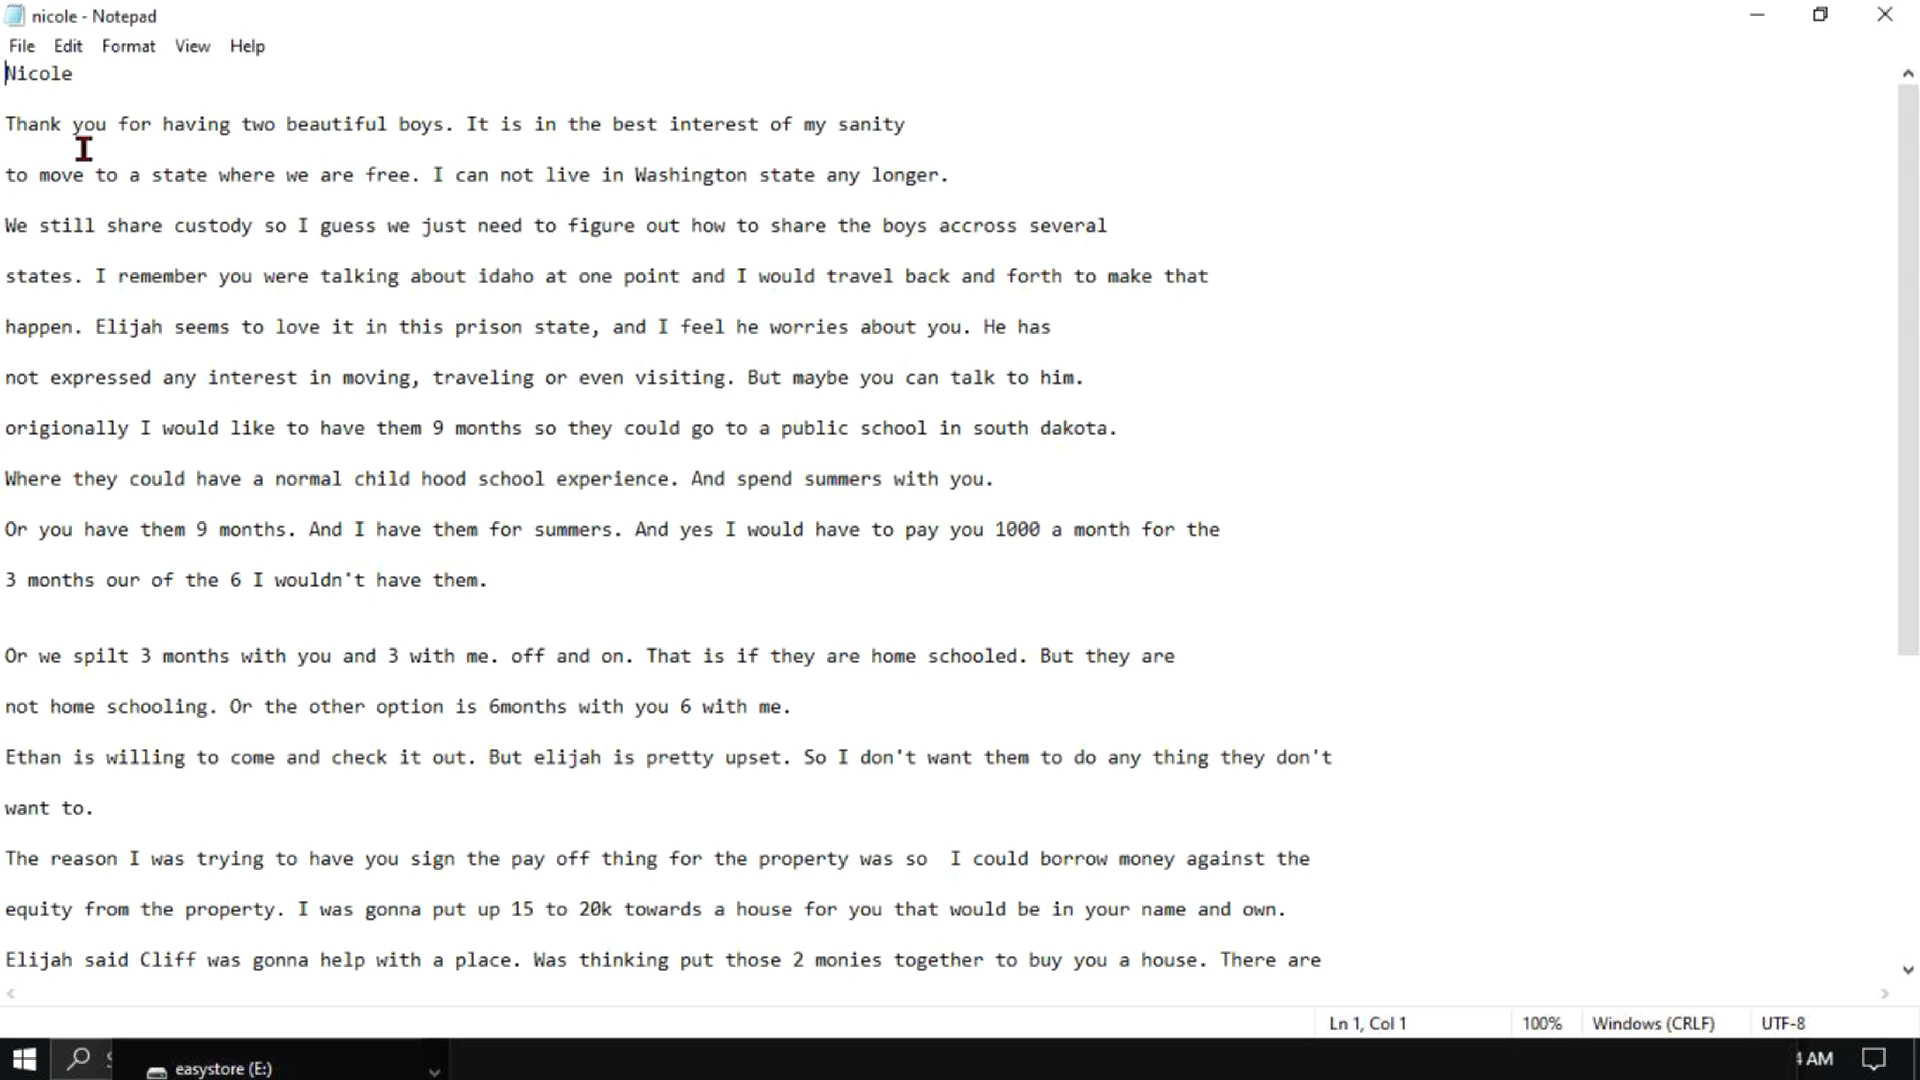 nicole - Notepad
File Edit Format View Help
Nicole
Thank you for having two beautiful boys. It is in the best interest of my sanity
to move to a state where we are free. I can not live in Washington state any longer.
We still share custody so I guess we just need to figure out how to share the boys accross several
states. I remember you were talking about idaho at one point and I would travel back and forth to make that
happen. Elijah seems to love it in this prison state, and I feel he worries about you. He has
not expressed any interest in moving, traveling or even visiting. But maybe you can talk to him.
origionally I would like to have them 9 months so they could go to a public school in south dakota.
Where they could have a normal child hood school experience. And spend summers with you.
Or you have them 9 months. And I have them for summers. And yes I would have to pay you 1000 a month for the
3 months our of the 6 I wouldn't have them.
Or we spilt 3 months with you and 3 with me. off and on. That is if they are home schooled. But they are
not home schooling. Or the other option is 6months with you 6 with me.
Ethan is willing to come and check it out. But elijah is pretty upset. So I don't want them to do any thing they don't
want to.
The reason I was trying to have you sign the pay off thing for the property was so  I could borrow money against the
equity from the property. I was gonna put up 15 to 20k towards a house for you that would be in your name and own.
Elijah said Cliff was gonna help with a place. Was thinking put those 2 monies together to buy you a house. There are
Ln 1, Col 1 100% Windows (CRLF) UTF-8
easystore (E:) AM